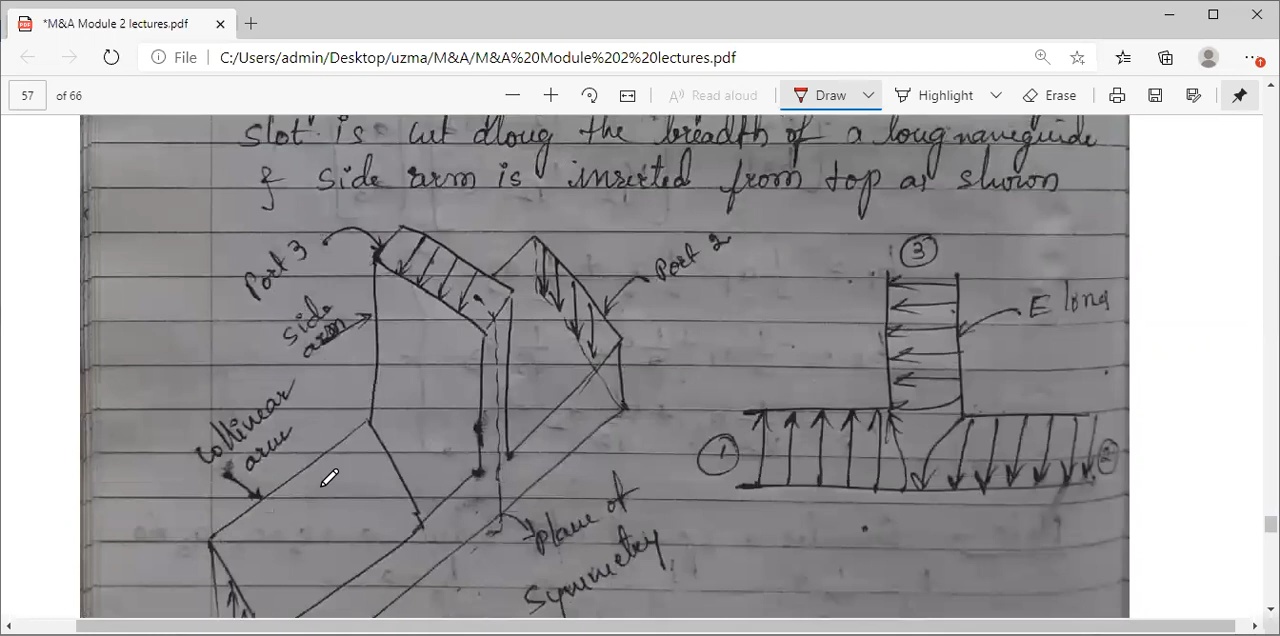 *M&A Module 2 lectures.pdf
File C:/Users/admin/Desktop/uzma/M&A/M&A%20Module%202%20lectures.pdf
57 of 66 Read aloud Draw Highlight Erase
slot is cut along the breadth of a long waveguide
& side arm is inserted from top as shown
Port 3
Port 2
3
side
arm
E long
collinear
arm
1
2
plane of
symmetry